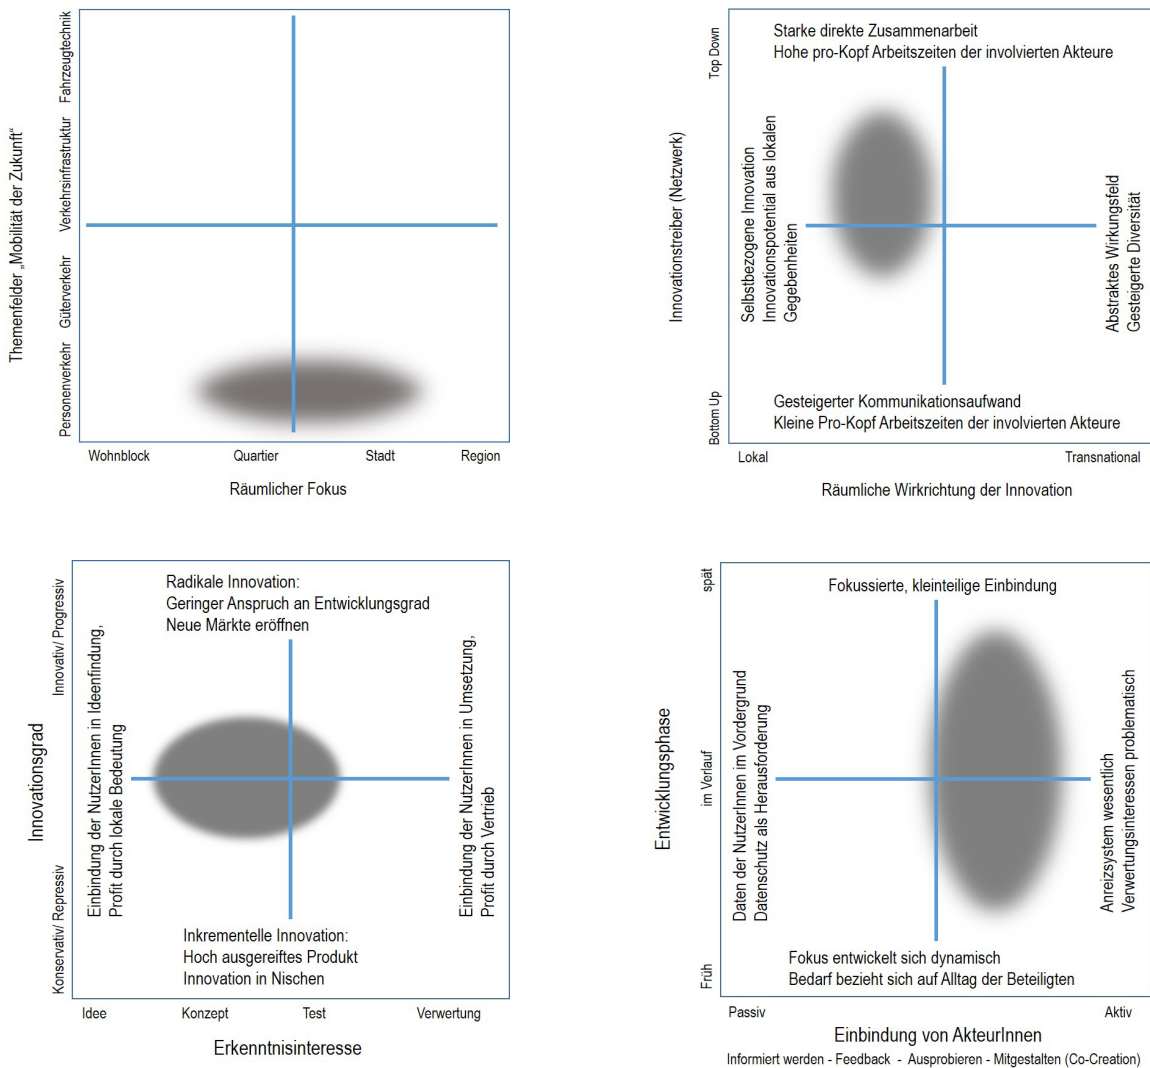 Themenfelder „Mobilität der Zukunft“
Fahrzeugtechnik
Verkehrsinfrastruktur
Güterverkehr
Personenverkehr
Wohnblock
Quartier
Stadt
Region
Räumlicher Fokus
Innovationstreiber (Netzwerk)
Top Down
Bottom Up
Starke direkte Zusammenarbeit
Hohe pro-Kopf Arbeitszeiten der involvierten Akteure
Selbstbezogene Innovation
Innovationspotential aus lokalen
Gegebenheiten
Abstraktes Wirkungsfeld
Gesteigerte Diversität
Gesteigerter Kommunikationsaufwand
Kleine Pro-Kopf Arbeitszeiten der involvierten Akteure
Lokal
Transnational
Räumliche Wirkrichtung der Innovation
Innovationsgrad
Innovativ/ Progressiv
Konservativ/ Repressiv
Radikale Innovation:
Geringer Anspruch an Entwicklungsgrad
Neue Märkte eröffnen
Einbindung der NutzerInnen in Ideenfindung,
Profit durch lokale Bedeutung
Einbindung der NutzerInnen in Umsetzung,
Profit durch Vertrieb
Inkrementelle Innovation:
Hoch ausgereiftes Produkt
Innovation in Nischen
Idee
Konzept
Test
Verwertung
Erkenntnisinteresse
Entwicklungsphase
spät
im Verlauf
Früh
Fokussierte, kleinteilige Einbindung
Daten der NutzerInnen im Vordergrund
Datenschutz als Herausforderung
Anreizsystem wesentlich
Verwertungsinteressen problematisch
Fokus entwickelt sich dynamisch
Bedarf bezieht sich auf Alltag der Beteiligten
Passiv
Aktiv
Einbindung von AkteurInnen
Informiert werden - Feedback - Ausprobieren - Mitgestalten (Co-Creation)